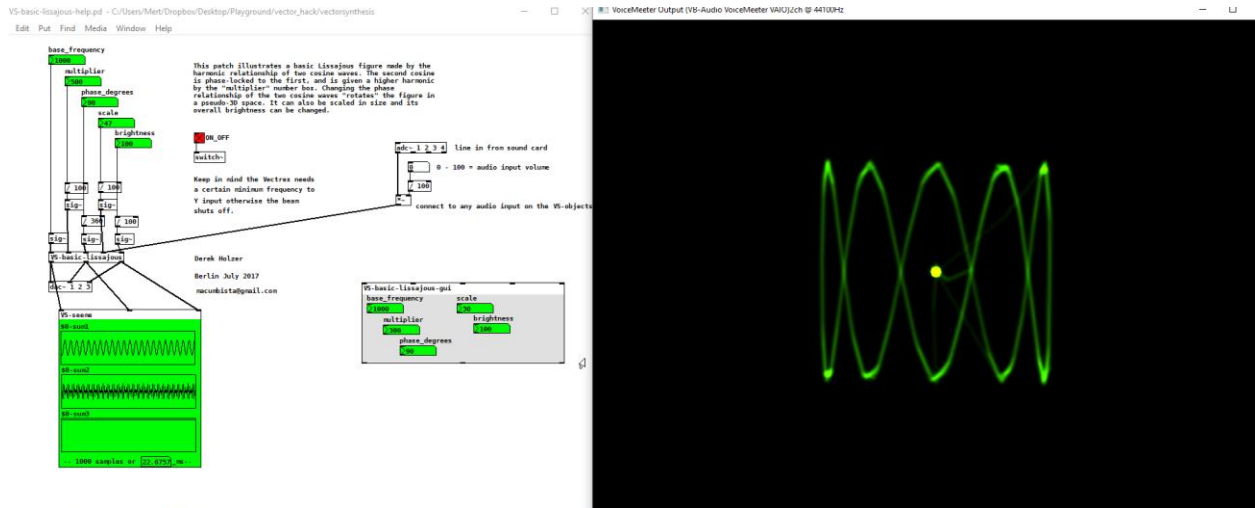 VS-basic-lissajous-help.pd - C:/Users/Mert/Dropbox/Desktop/Playground/vector_hack/vectorsynthesis
Edit Put Find Media Window Help
base_frequency
1000
multiplier
500
phase_degrees
90
scale
47
brightness
100
/ 100
/ 100
sig~
sig~
/ 360
/ 100
sig~
sig~
sig~
VS-basic-lissajous
dac~ 1 2 3
This patch illustrates a basic Lissajous figure made by the
harmonic relationship of two cosine waves. The second cosine
is phase-locked to the first, and is given a higher harmonic
by the "multiplier" number box. Changing the phase
relationship of the two cosine waves "rotates" the figure in
a pseudo-3D space. It can also be scaled in size and its
overall brightness can be changed.
ON_OFF
switch~
Keep in mind the Vectrex needs
a certain minimum frequency to
Y input otherwise the beam
shuts off.
adc~ 1 2 3 4 line in from sound card
0 0 - 100 = audio input volume
/ 100
*~
connect to any audio input on the VS-objects
Derek Holzer
Berlin July 2017
macumbista@gmail.com
VS-scope
$0-sum1
$0-sum2
$0-sum3
-- 1000 samples or 22.6757 ms--
VS-basic-lissajous-gui
base_frequency scale
1000 30
multiplier brightness
300 100
phase_degrees
90
VoiceMeeter Output (VB-Audio VoiceMeeter VAIO)2ch @ 44100Hz